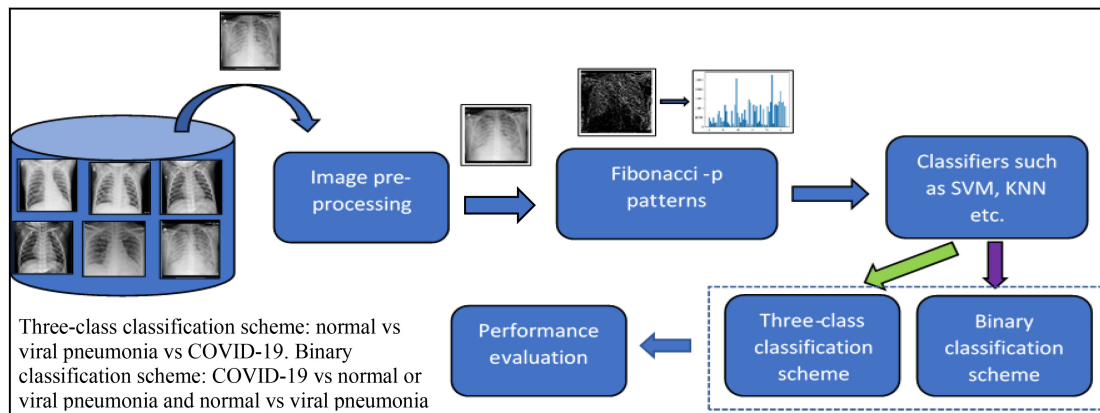 Image pre-
processing
Fibonacci -p
patterns
Classifiers such
as SVM, KNN
etc.
Three-class
classification
scheme
Binary
classification
scheme
Performance
evaluation
Three-class classification scheme: normal vs
viral pneumonia vs COVID-19. Binary
classification scheme: COVID-19 vs normal or
viral pneumonia and normal vs viral pneumonia